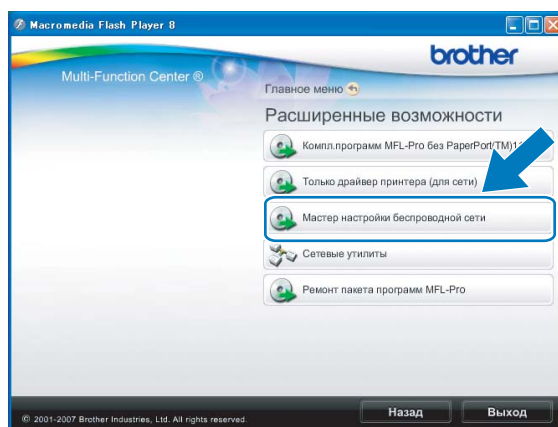 Macromedia Flash Player 8
brother
Multi-Function Center ®
Главное меню
Расширенные возможности
Компл.программ MFL-Pro без PaperPort(TM)
Только драйвер принтера (для сети)
Мастер настройки беспроводной сети
Сетевые утилиты
Ремонт пакета программ MFL-Pro
© 2001-2007 Brother Industries, Ltd. All rights reserved.
Назад
Выход